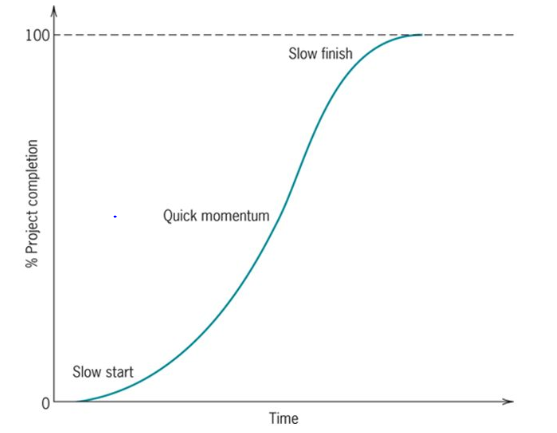 100
Slow finish
% Project completion
Quick momentum
Slow start
0
Time